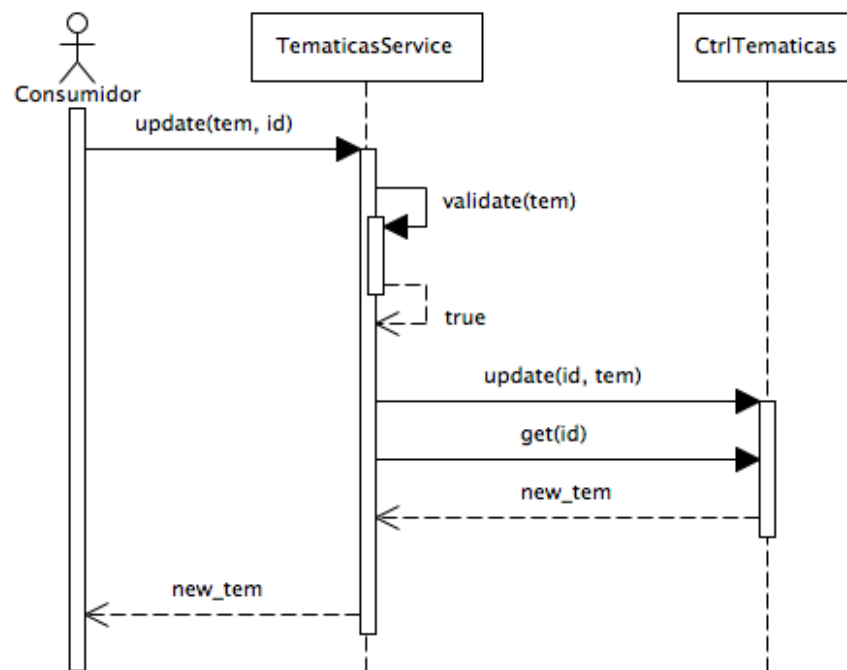 TematicasService
CtrlTematicas
Consumidor
update(tem, id)
validate(tem)
true
update(id, tem)
get(id)
new_tem
new_tem